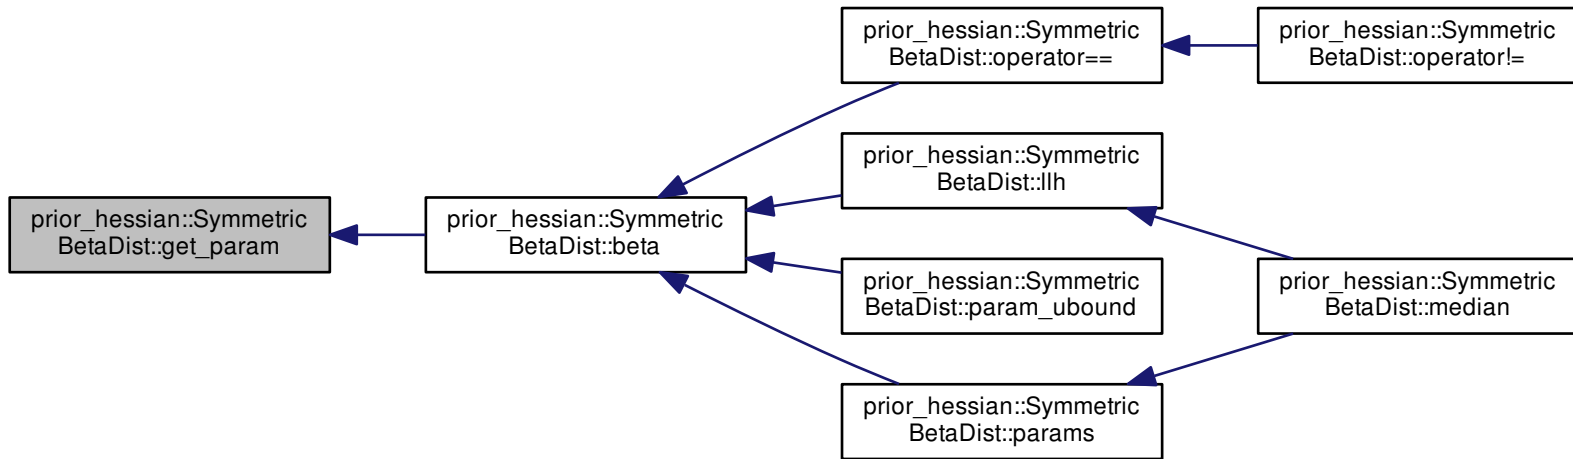 prior_hessian::Symmetric
BetaDist::get_param
prior_hessian::Symmetric
BetaDist::beta
prior_hessian::Symmetric
BetaDist::operator==
prior_hessian::Symmetric
BetaDist::operator!=
prior_hessian::Symmetric
BetaDist::llh
prior_hessian::Symmetric
BetaDist::param_ubound
prior_hessian::Symmetric
BetaDist::median
prior_hessian::Symmetric
BetaDist::params